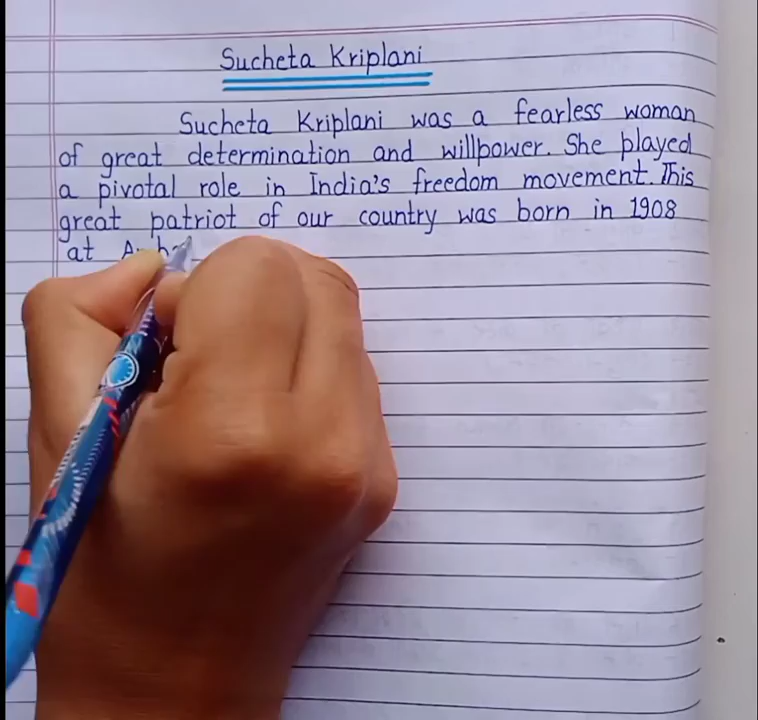 Sucheta Kriplani
Sucheta Kriplani was a fearless woman
of great determination and willpower. She played
a pivotal role in India's freedom movement. This
great patriot of our country was born in 1908
at